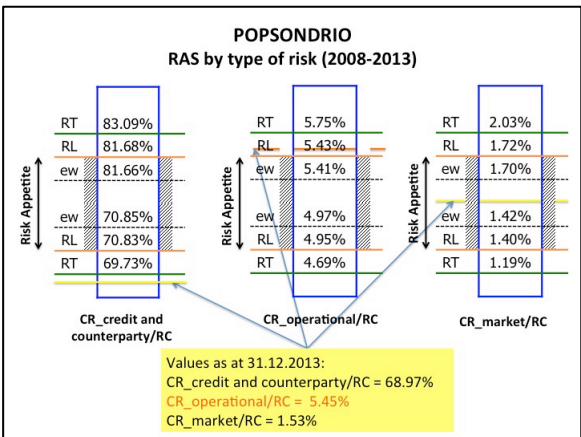 POPSONDRIO
RAS by type of risk (2008-2013)
Risk Appetite
RT 83.09%
RL 81.68%
ew 81.66%
ew 70.85%
RL 70.83%
RT 69.73%
CR_credit and
counterparty/RC
Risk Appetite
RT 5.75%
RL 5.43%
ew 5.41%
ew 4.97%
RL 4.95%
RT 4.69%
CR_operational/RC
Risk Appetite
RT 2.03%
RL 1.72%
ew 1.70%
ew 1.42%
RL 1.40%
RT 1.19%
CR_market/RC
Values as at 31.12.2013:
CR_credit and counterparty/RC = 68.97%
CR_operational/RC = 5.45%
CR_market/RC = 1.53%